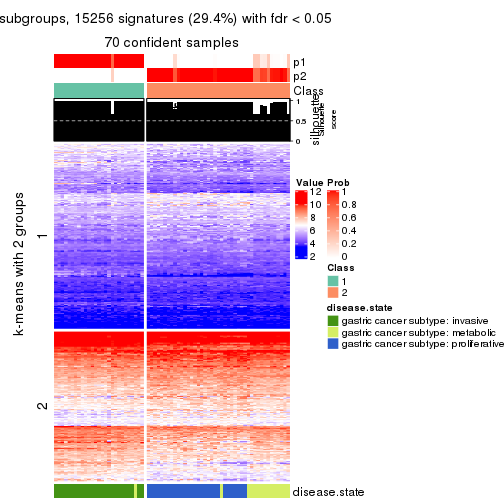 subgroups, 15256 signatures (29.4%) with fdr < 0.05
70 confident samples
p1
p2
Class
1
0.5
0
silhouette
Silhouette
score
k-means with 2 groups
1
2
Value
12
10
8
6
4
2
Prob
1
0.8
0.6
0.4
0.2
0
Class
1
2
disease.state
gastric cancer subtype: invasive
gastric cancer subtype: metabolic
gastric cancer subtype: proliferative
disease.state